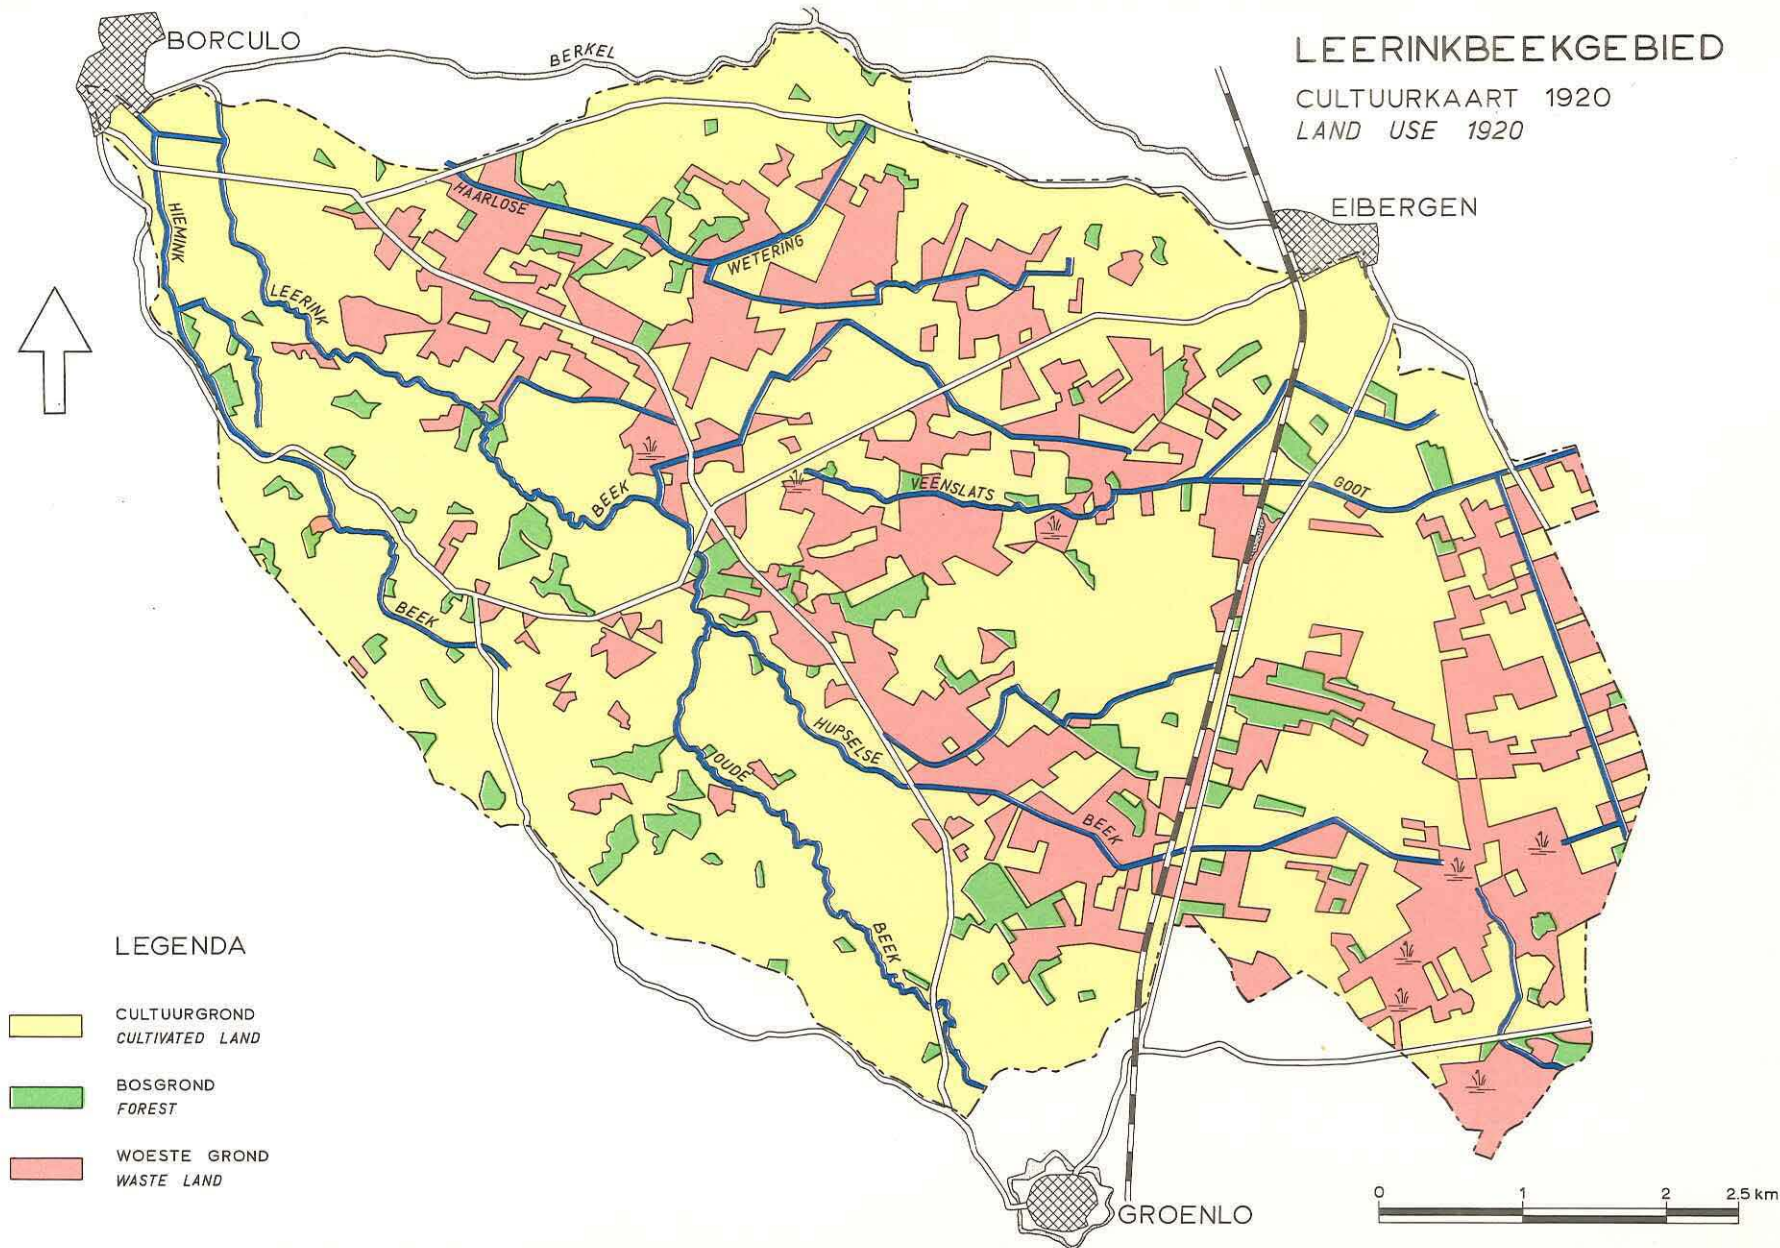 LEERINKBEEKGEBIED
CULTUURKAART 1920
LAND USE 1920
BORCULO
BERKEL
EIBERGEN
HAARLOSE
WETERING
HIEMINK
LEERINK
BEEK
VEENSLATS
GOOT
BEEK
HUPSELSE
OUDE
BEEK
BEEK
GROENLO
LEGENDA
CULTUURGROND
CULTIVATED LAND
BOSGROND
FOREST
WOESTE GROND
WASTE LAND
0 1 2 2.5 km